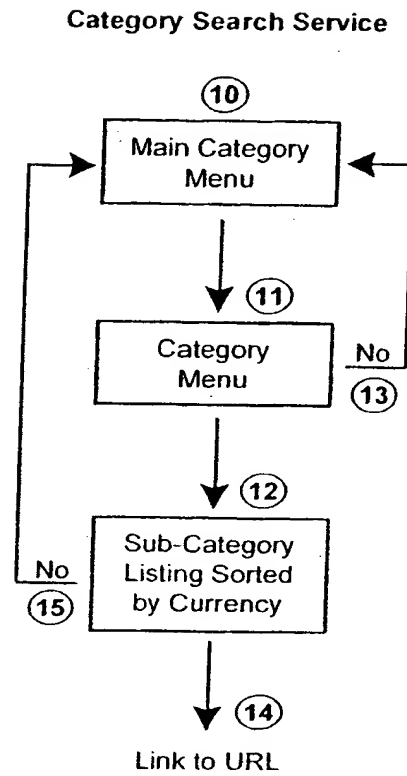 Category Search Service
10
Main Category
Menu
11
Category
Menu
No
13
12
Sub-Category
Listing Sorted
by Currency
No
15
14
Link to URL